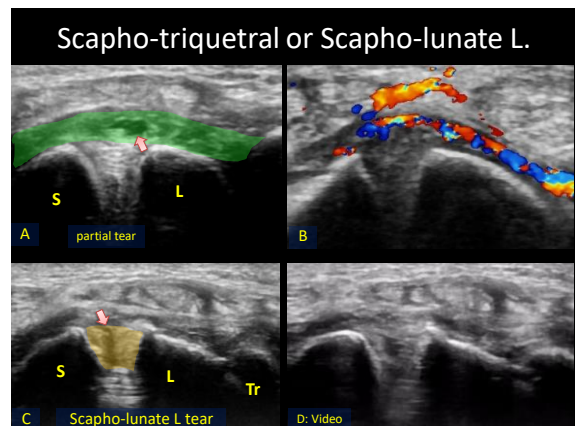 Scapho-triquetral or Scapho-lunate L.
S
L
A
partial tear
B
S
L
Tr
C
Scapho-lunate L tear
D: Video